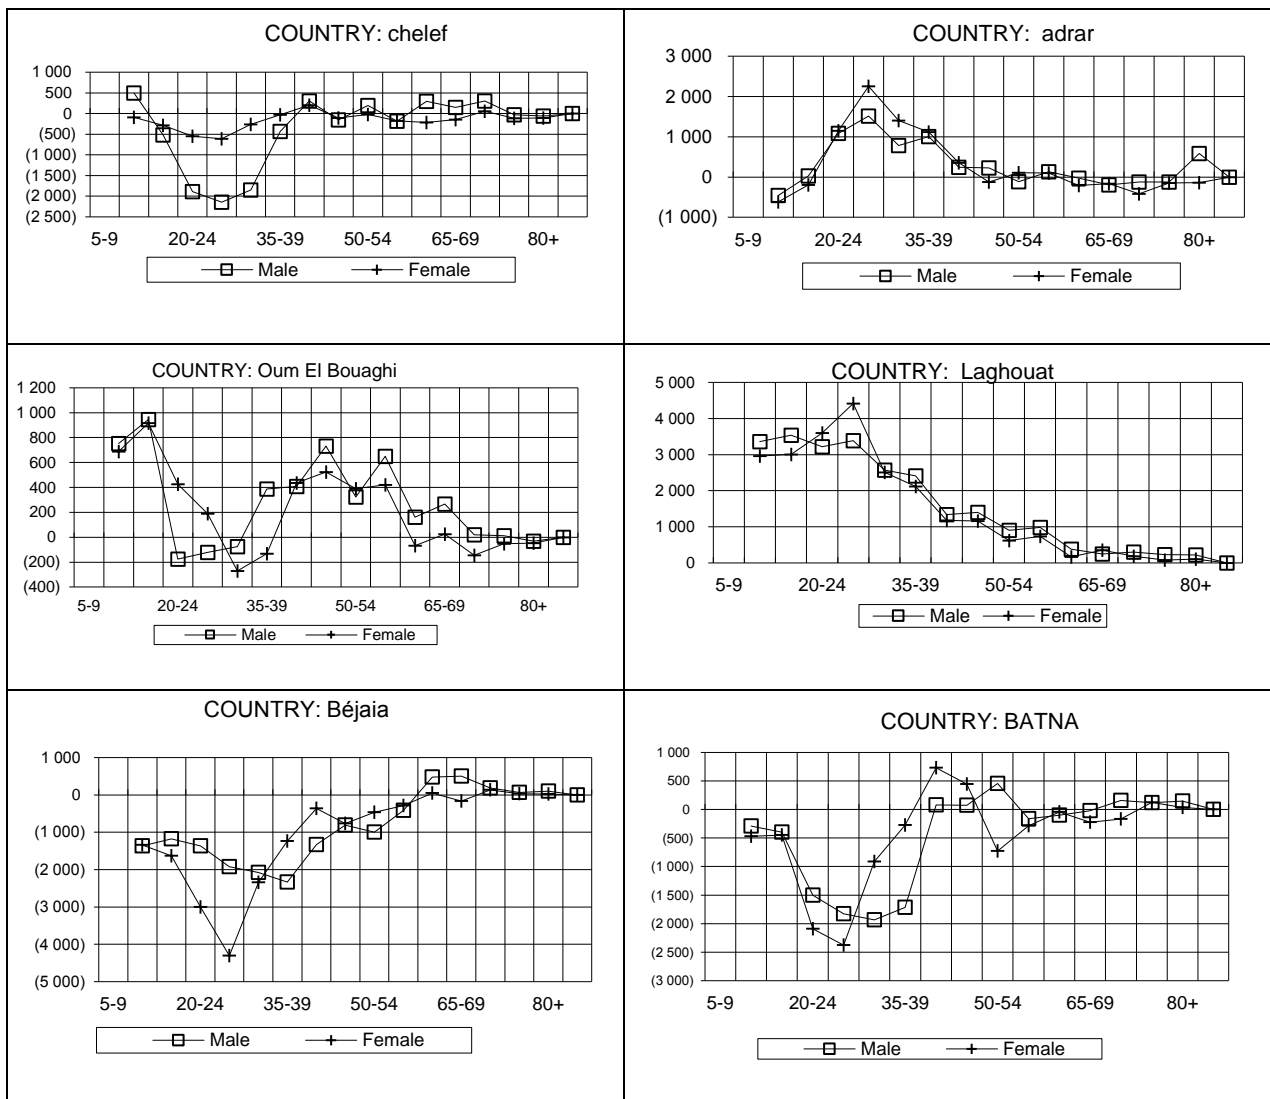 COUNTRY: chelef
1 000
500
0
(500)
(1 000)
(1 500)
(2 000)
(2 500)
5-9 20-24 35-39 50-54 65-69 80+
Male Female
COUNTRY: adrar
3 000
2 000
1 000
0
(1 000)
5-9 20-24 35-39 50-54 65-69 80+
Male Female
COUNTRY: Oum El Bouaghi
1 200
1 000
800
600
400
200
0
(200)
(400)
5-9 20-24 35-39 50-54 65-69 80+
Male Female
COUNTRY: Laghouat
5 000
4 000
3 000
2 000
1 000
0
5-9 20-24 35-39 50-54 65-69 80+
Male Female
COUNTRY: Béjaia
1 000
0
(1 000)
(2 000)
(3 000)
(4 000)
(5 000)
5-9 20-24 35-39 50-54 65-69 80+
Male Female
COUNTRY: BATNA
1 000
500
0
(500)
(1 000)
(1 500)
(2 000)
(2 500)
(3 000)
5-9 20-24 35-39 50-54 65-69 80+
Male Female